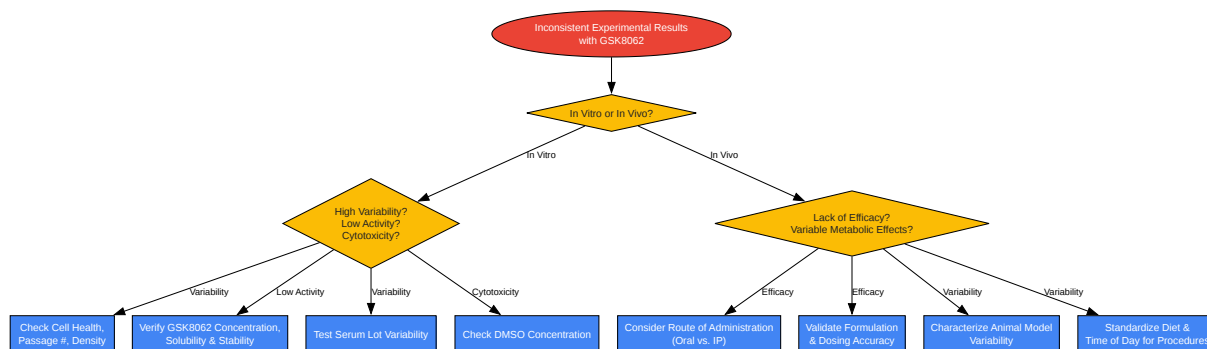 Inconsistent Experimental Results
with GSK8062
In Vitro or In Vivo?
In Vitro
In Vivo
High Variability?
Low Activity?
Cytotoxicity?
Lack of Efficacy?
Variable Metabolic Effects?
Variability
Low Activity
Variability
Cytotoxicity
Efficacy
Efficacy
Variability
Variability
Check Cell Health,
Passage #, Density
Verify GSK8062 Concentration,
Solubility & Stability
Test Serum Lot Variability
Check DMSO Concentration
Consider Route of Administration
(Oral vs. IP)
Validate Formulation
& Dosing Accuracy
Characterize Animal Model
Variability
Standardize Diet &
Time of Day for Procedures